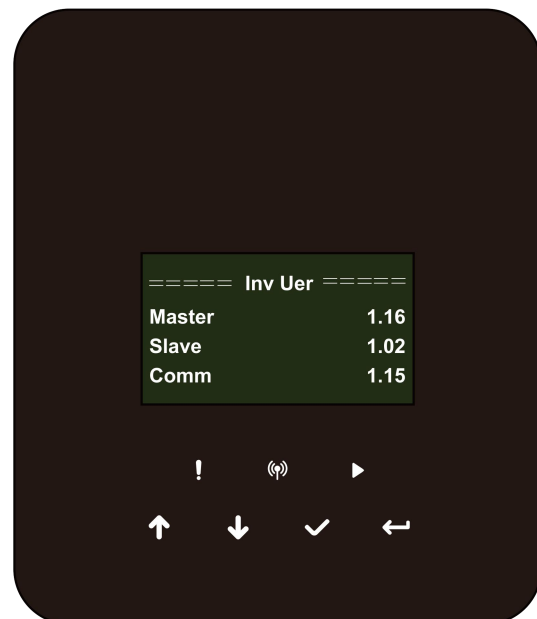 ===== Inv Uer =====
Master 1.16
Slave 1.02
Comm 1.15